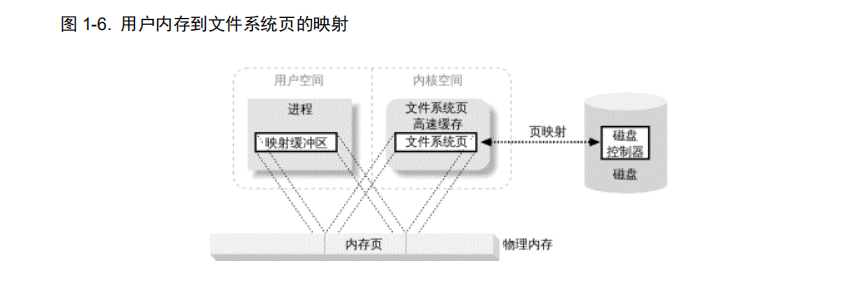 图 1-6. 用户内存到文件系统页的映射
用户空间
内核空间
进程
文件系统页
高速缓存
映射缓冲区
文件系统页
页映射
磁盘
控制器
磁盘
内存页
物理内存